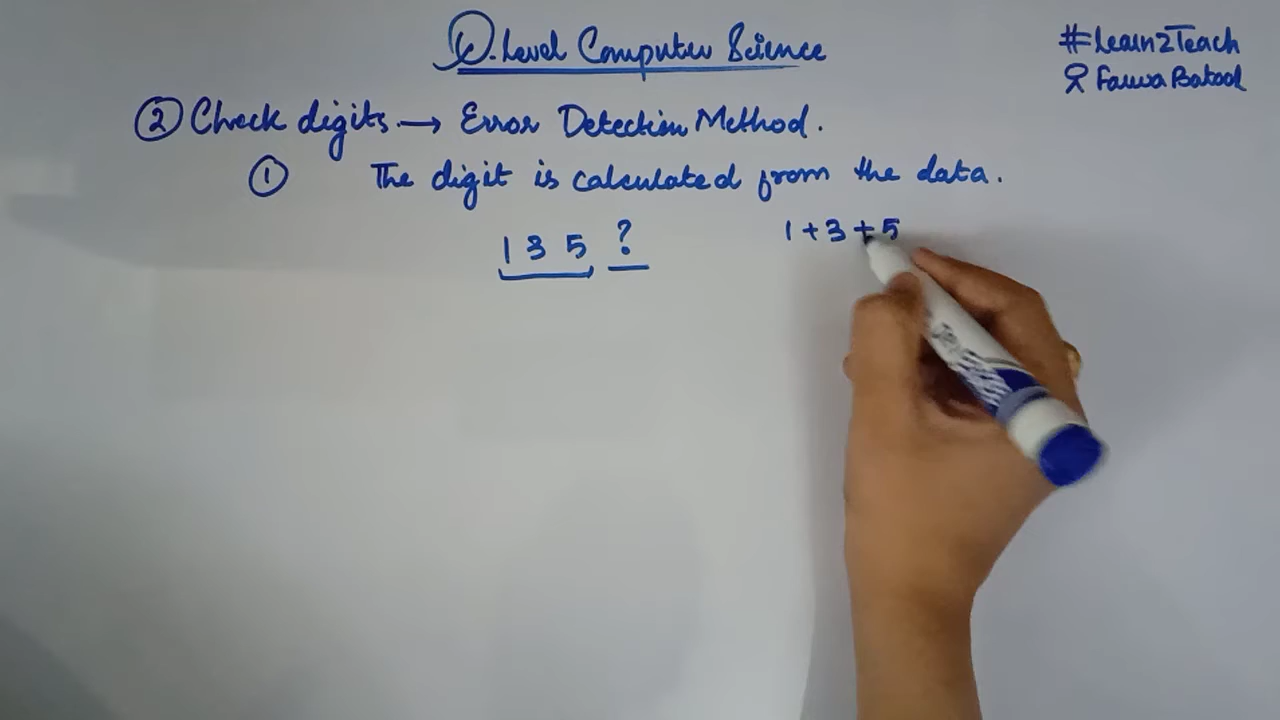 O.Level Computer Science
#Learn2Teach
Farwa Batool
② Check digits → Error Detection Method.
① The digit is calculated from the data.
1 3 5 ?
1 + 3 + 5